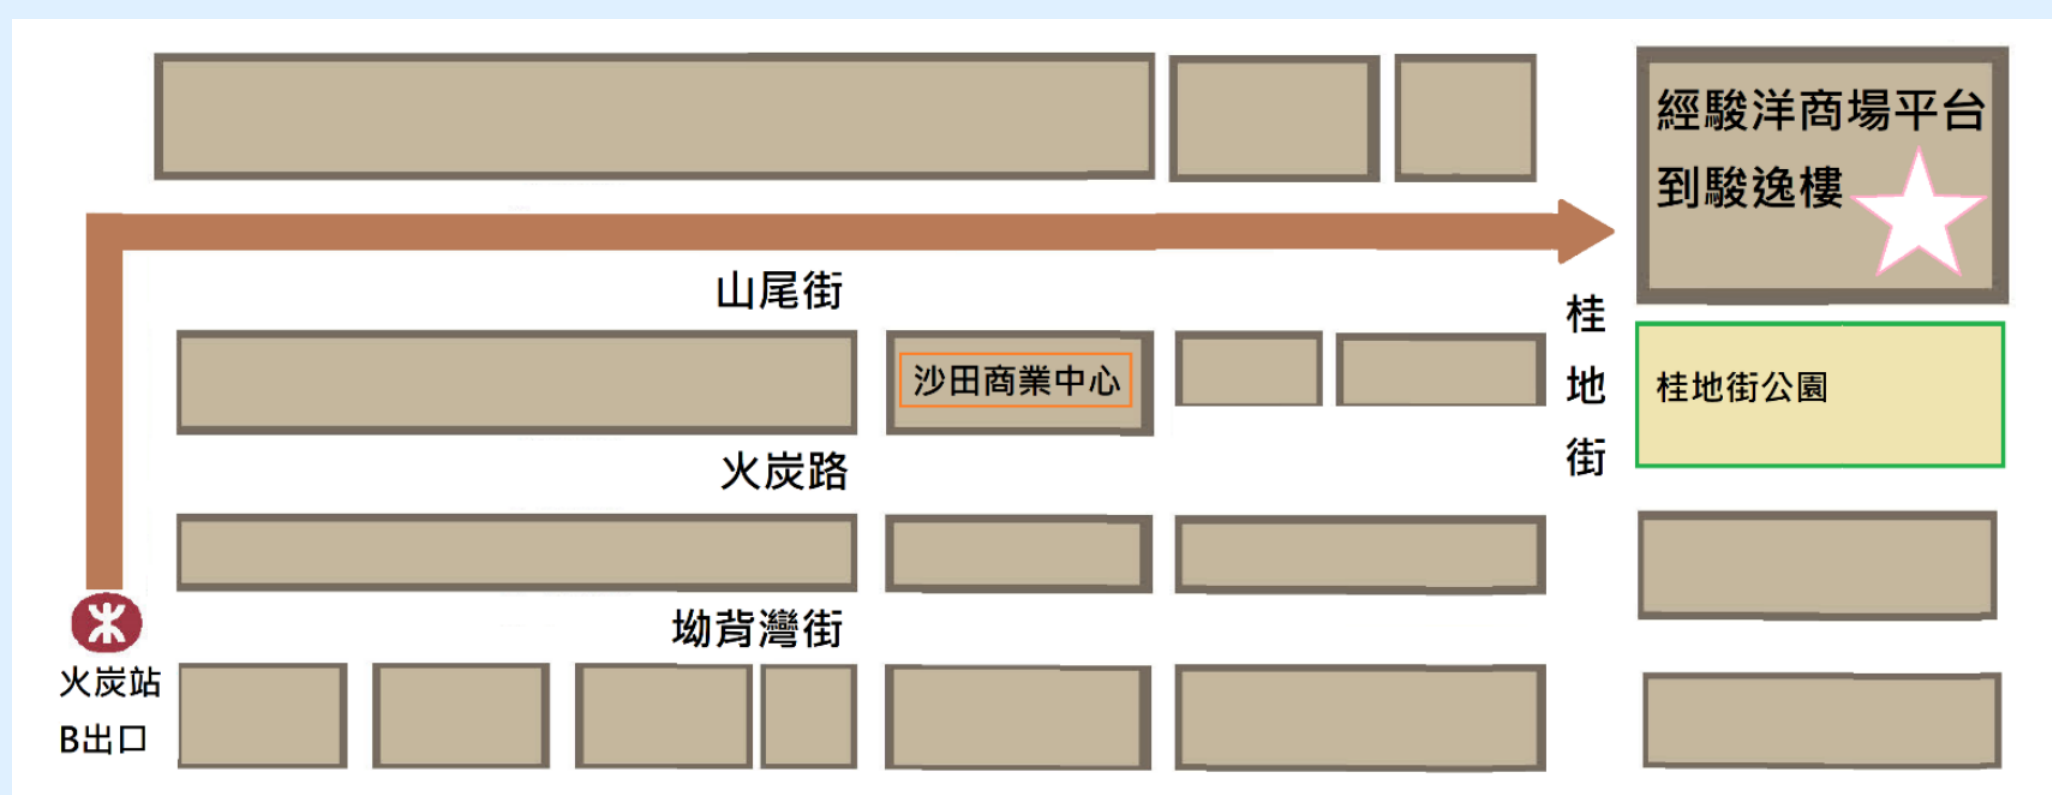 經駿洋商場平台
到駿逸樓
山尾街
桂地街
沙田商業中心
桂地街公園
火炭路
坳背灣街
火炭站
B出口